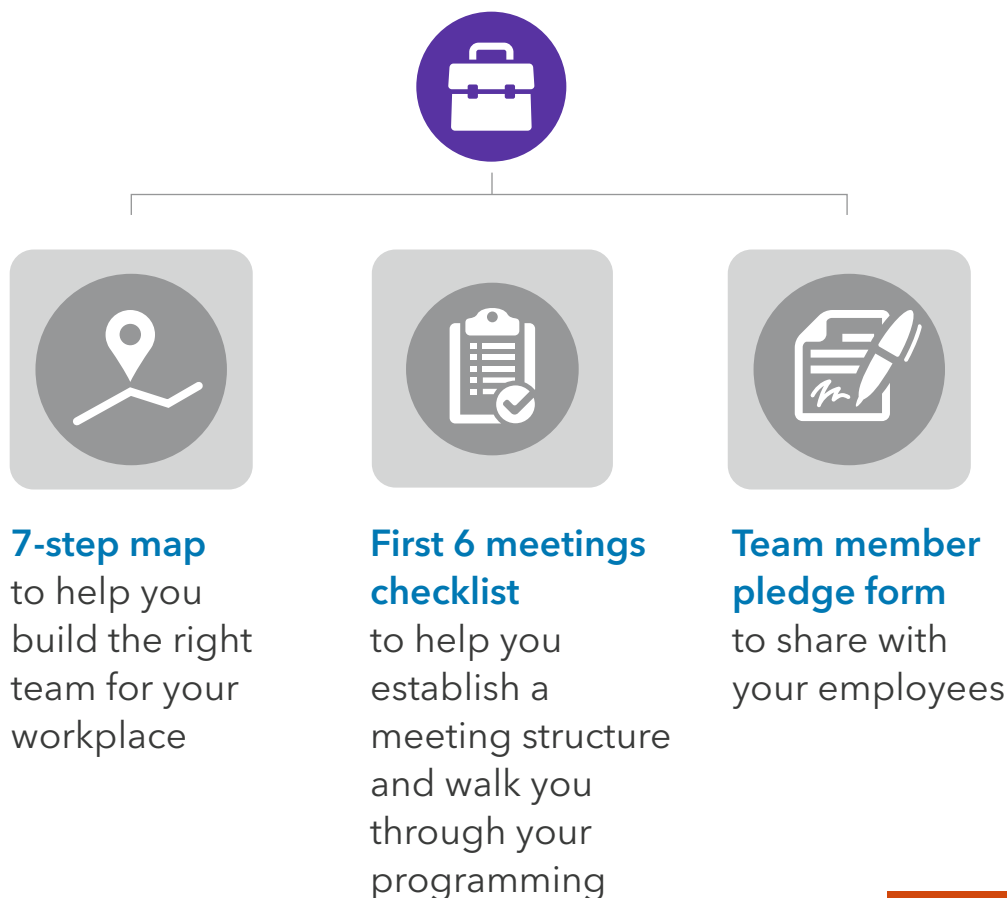 7-step map
to help you
build the right
team for your
workplace
First 6 meetings
checklist
to help you
establish a
meeting structure
and walk you
through your
programming
Team member
pledge form
to share with
your employees